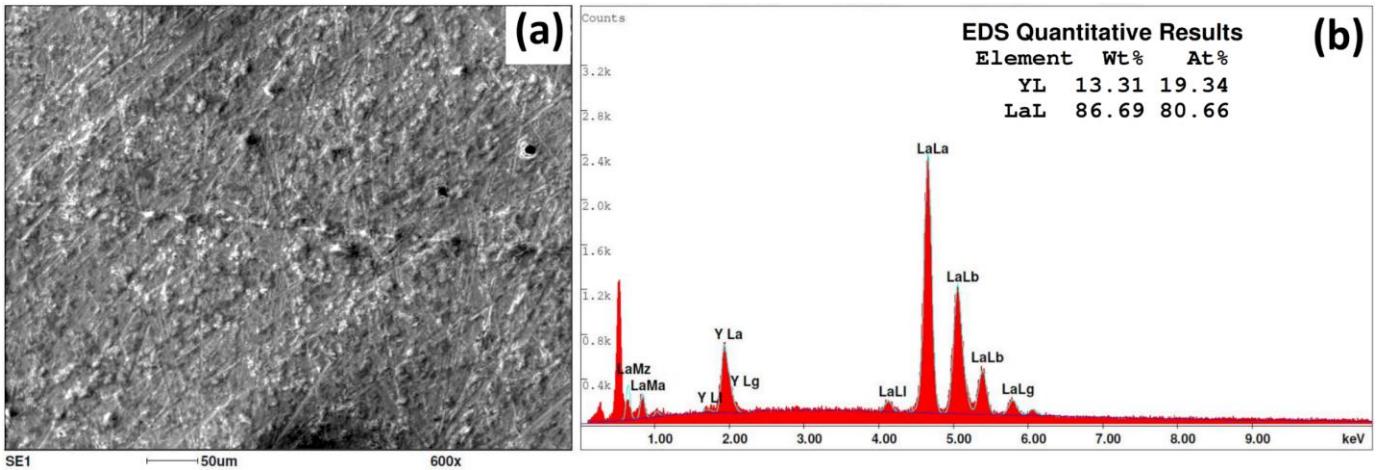 (a)
SE1 50um 600x
Counts
(b)
EDS Quantitative Results
Element Wt% At%
YL 13.31 19.34
LaL 86.69 80.66
3.2k
2.8k
2.4k
2.0k
1.6k
1.2k
0.8k
0.4k
LaMz
LaMa
Y Ll
Y La
Y Lg
LaLl
LaLa
LaLb
LaLb
LaLg
1.00 2.00 3.00 4.00 5.00 6.00 7.00 8.00 9.00 keV